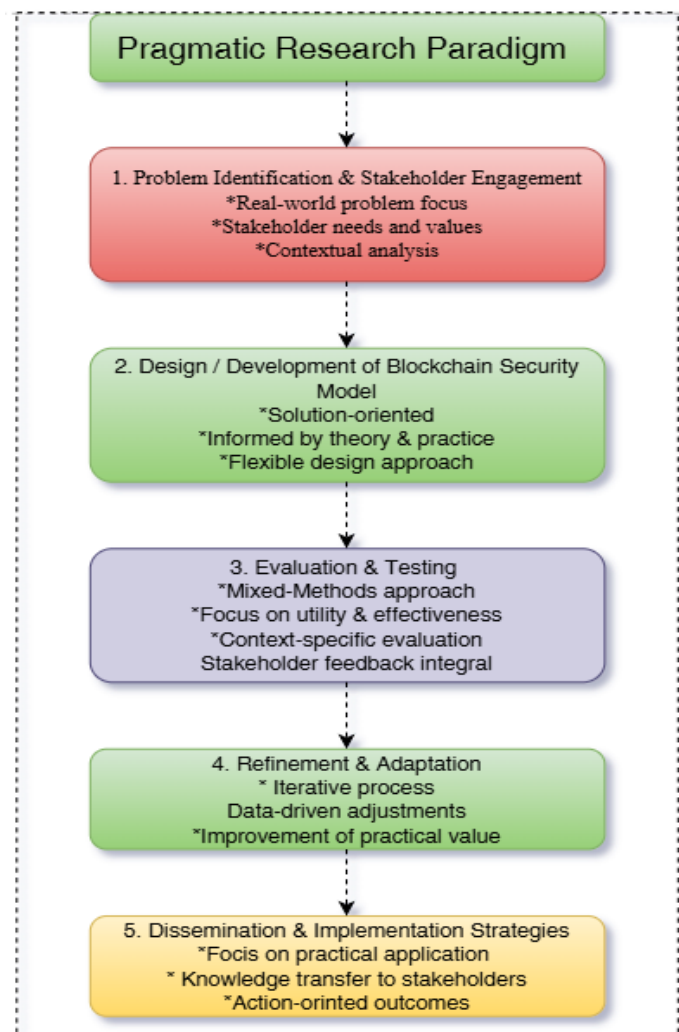 Pragmatic Research Paradigm
1. Problem Identification & Stakeholder Engagement
*Real-world problem focus
*Stakeholder needs and values
*Contextual analysis
2. Design / Development of Blockchain Security
Model
*Solution-oriented
*Informed by theory & practice
*Flexible design approach
3. Evaluation & Testing
*Mixed-Methods approach
*Focus on utility & effectiveness
*Context-specific evaluation
Stakeholder feedback integral
4. Refinement & Adaptation
* Iterative process
Data-driven adjustments
*Improvement of practical value
5. Dissemination & Implementation Strategies
*Focis on practical application
* Knowledge transfer to stakeholders
*Action-orinted outcomes